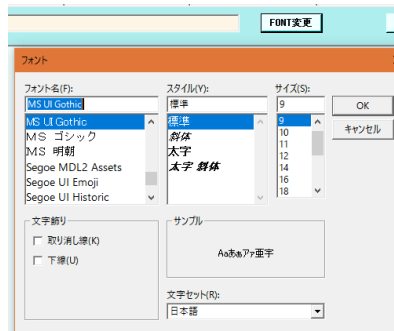 FONT変更
フォント
フォント名(F):
MS UI Gothic
MS UI Gothic
MS ゴシック
MS 明朝
Segoe MDL2 Assets
Segoe UI Emoji
Segoe UI Historic
スタイル(Y):
標準
標準
斜体
太字
太字 斜体
サイズ(S):
9
9
10
11
12
14
16
18
OK
キャンセル
文字飾り
取り消し線(K)
下線(U)
サンプル
Aaあぁアァ亜宇
文字セット(R):
日本語